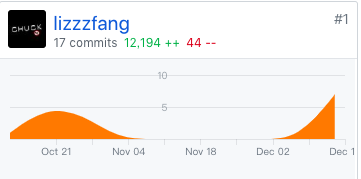 CHUCK
lizzzfang
#1
17 commits 12,194 ++ 44 --
10
5
Oct 21 Nov 04 Nov 18 Dec 02 Dec 1